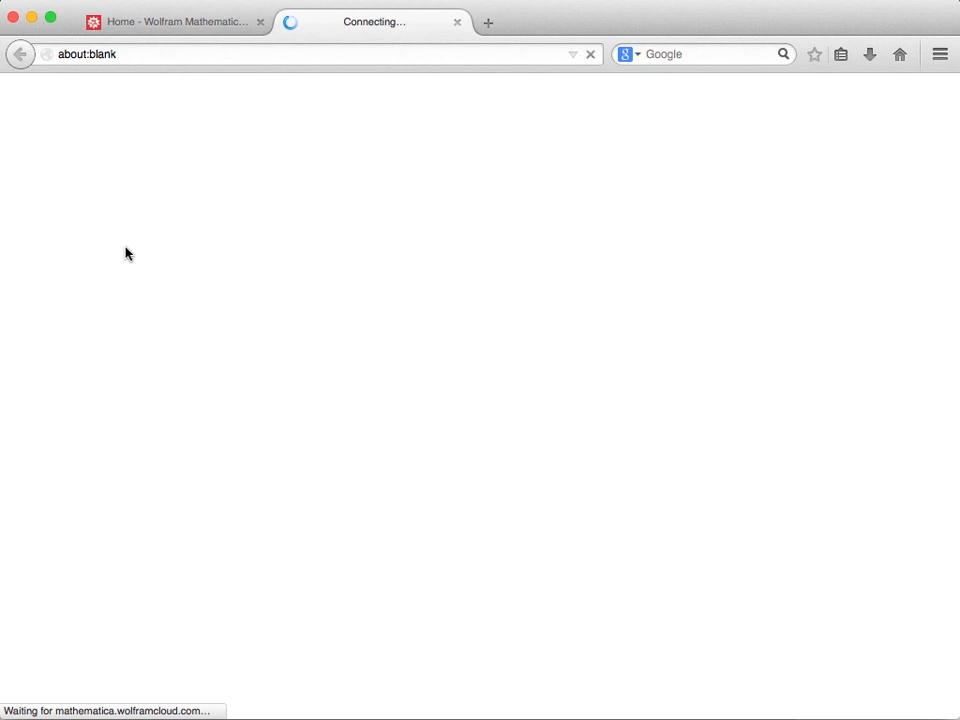 Home - Wolfram Mathematic...
Connecting...
about:blank
Google
Waiting for mathematica.wolframcloud.com...